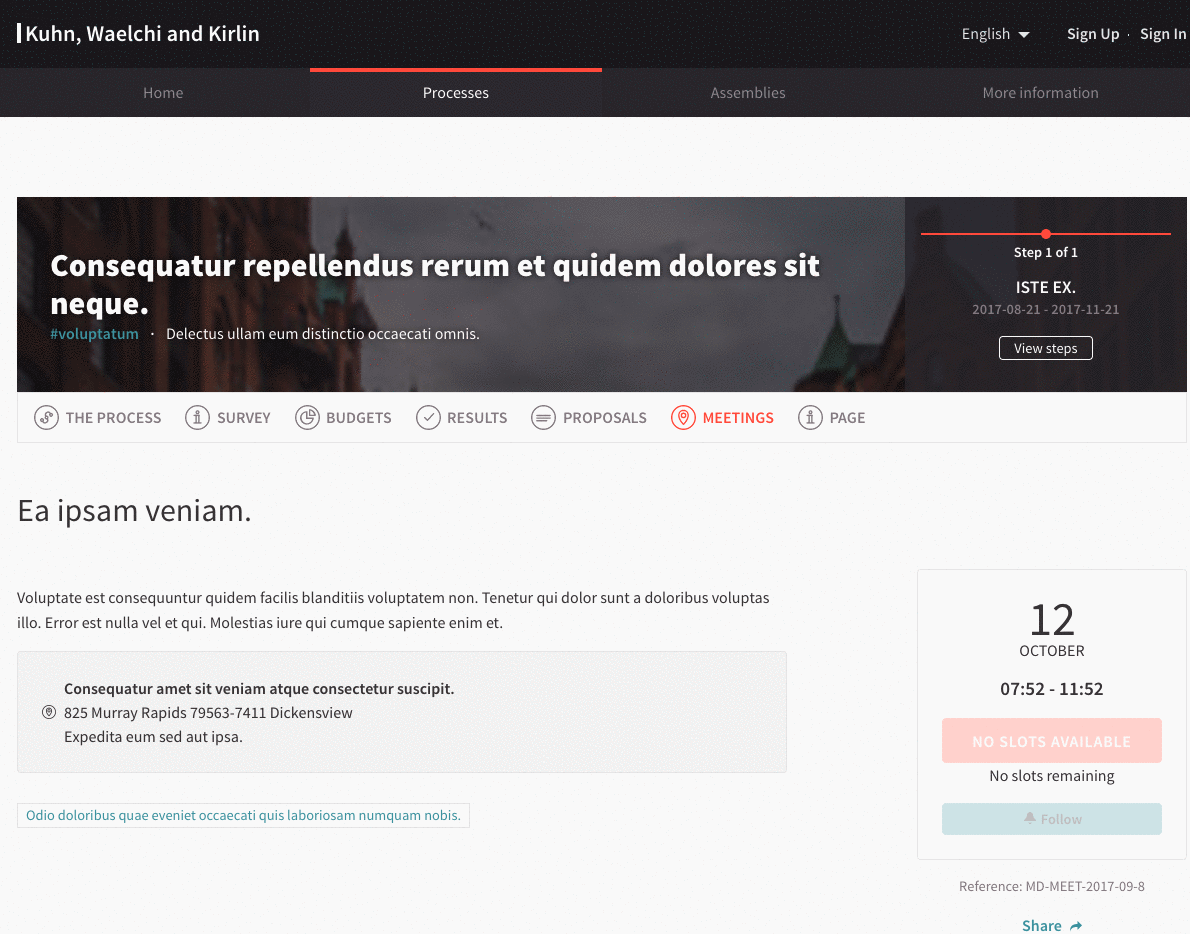 Kuhn, Waelchi and Kirlin
English
Sign Up · Sign In
Home
Processes
Assemblies
More information
Consequatur repellendus rerum et quidem dolores sit
neque.
#voluptatum · Delectus ullam eum distinctio occaecati omnis.
Step 1 of 1
ISTE EX.
2017-08-21 - 2017-11-21
View steps
THE PROCESS
SURVEY
BUDGETS
RESULTS
PROPOSALS
MEETINGS
PAGE
Ea ipsam veniam.
Voluptate est consequuntur quidem facilis blanditiis voluptatem non. Tenetur qui dolor sunt a doloribus voluptas
illo. Error est nulla vel et qui. Molestias iure qui cumque sapiente enim et.
Consequatur amet sit veniam atque consectetur suscipit.
825 Murray Rapids 79563-7411 Dickensview
Expedita eum sed aut ipsa.
Odio doloribus quae eveniet occaecati quis laboriosam numquam nobis.
12
OCTOBER
07:52 - 11:52
NO SLOTS AVAILABLE
No slots remaining
Follow
Reference: MD-MEET-2017-09-8
Share